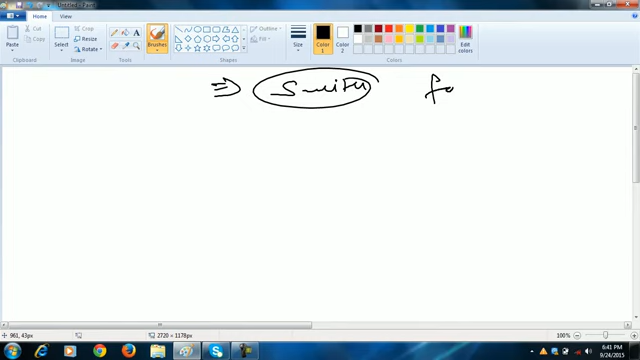 Untitled - Paint
Home View
Paste Cut Copy Select Crop Resize Rotate Brushes Outline Fill Size Color 1 Color 2 Edit colors
Clipboard Image Tools Shapes Colors
⇒ Switch fo
961, 43px 2720 × 1178px 100%
6:41 PM
9/24/2015